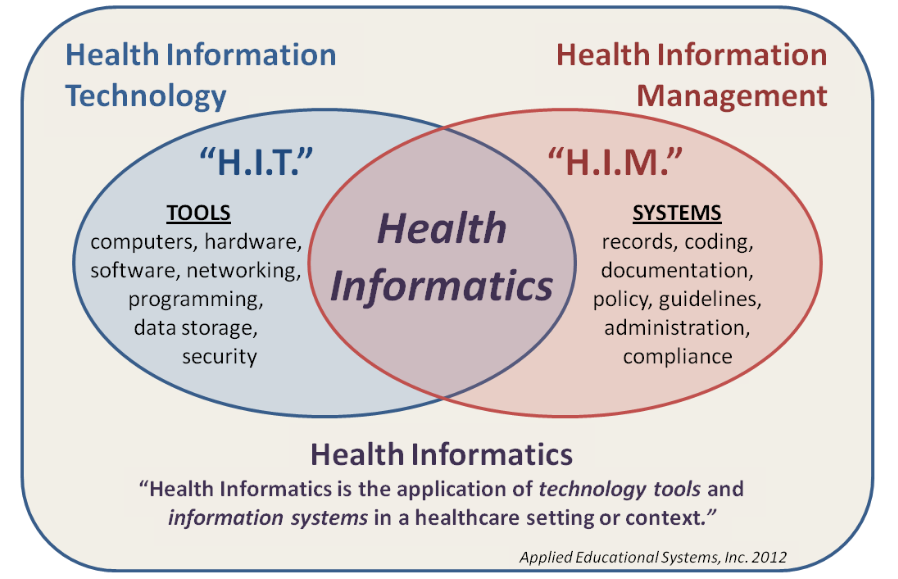 Health Information
Technology
Health Information
Management
“H.I.T.”
TOOLS
computers, hardware,
software, networking,
programming,
data storage,
security
Health
Informatics
“H.I.M.”
SYSTEMS
records, coding,
documentation,
policy, guidelines,
administration,
compliance
Health Informatics
“Health Informatics is the application of technology tools and
information systems in a healthcare setting or context.”
Applied Educational Systems, Inc. 2012